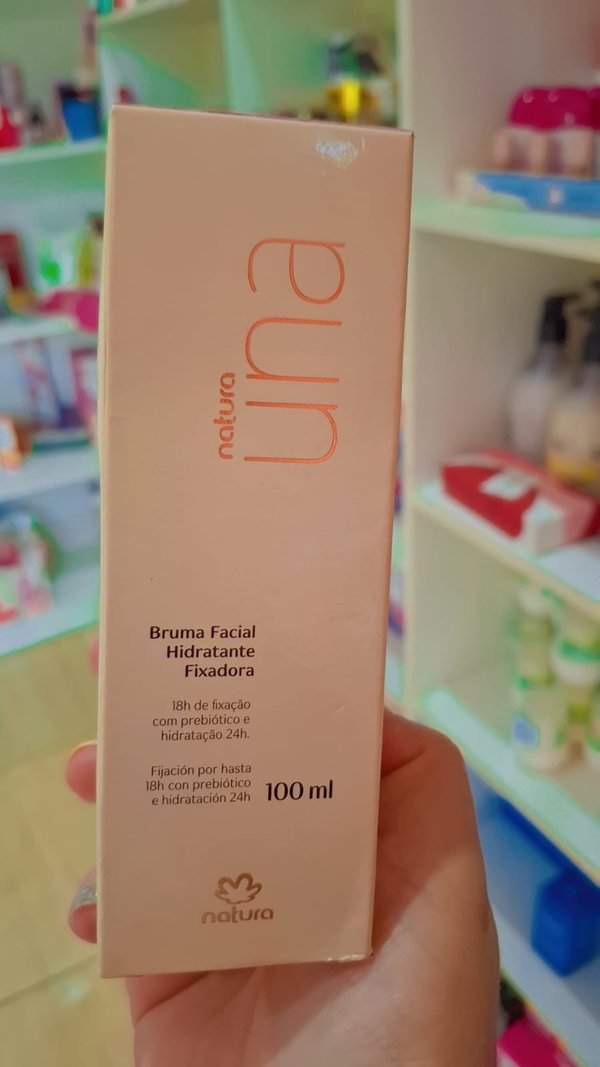 natura
una
Bruma Facial
Hidratante
Fixadora
18h de fixação
com prebiótico e
hidratação 24h.
Fijación por hasta
18h con prebiótico
e hidratación 24h
100 ml
natura